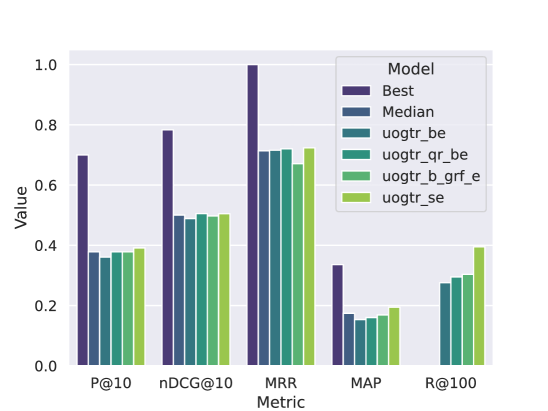 1.0
0.8
0.6
0.4
0.2
0.0
Value
Model
Best
Median
uogtr_be
uogtr_qr_be
uogtr_b_grf_e
uogtr_se
P@10 nDCG@10 MRR MAP R@100
Metric